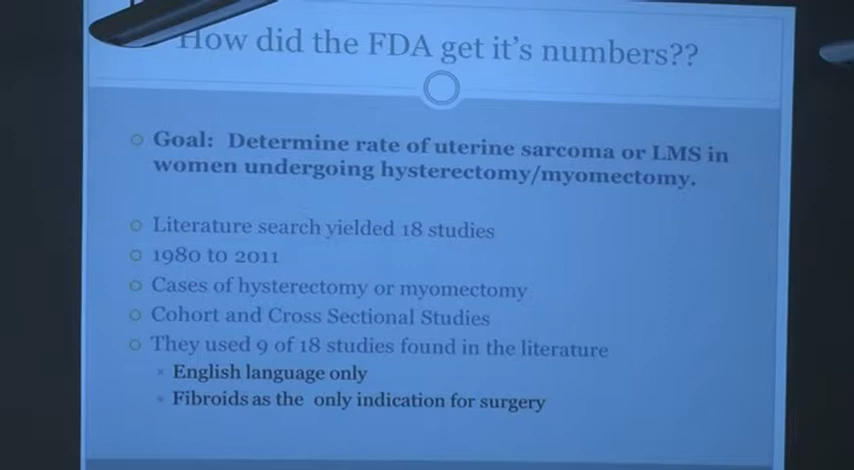 How did the FDA get it's numbers??
Goal: Determine rate of uterine sarcoma or LMS in
women undergoing hysterectomy/myomectomy.
Literature search yielded 18 studies
1980 to 2011
Cases of hysterectomy or myomectomy
Cohort and Cross Sectional Studies
They used 9 of 18 studies found in the literature
English language only
Fibroids as the only indication for surgery